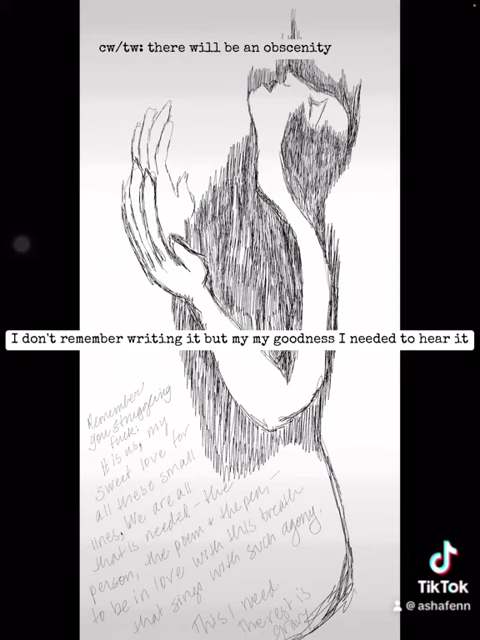 cw/tw: there will be an obscenity
I don't remember writing it but my my goodness I needed to hear it
Remember
you struggling
fuck:
It is us, my
sweet love for
all these small
lines, we are all
that is needed – the
person, the poem & the pen, –
to be in love with this breath
that sings with such agony.
This I need.
The rest is
gravy
TikTok
@ashafenn